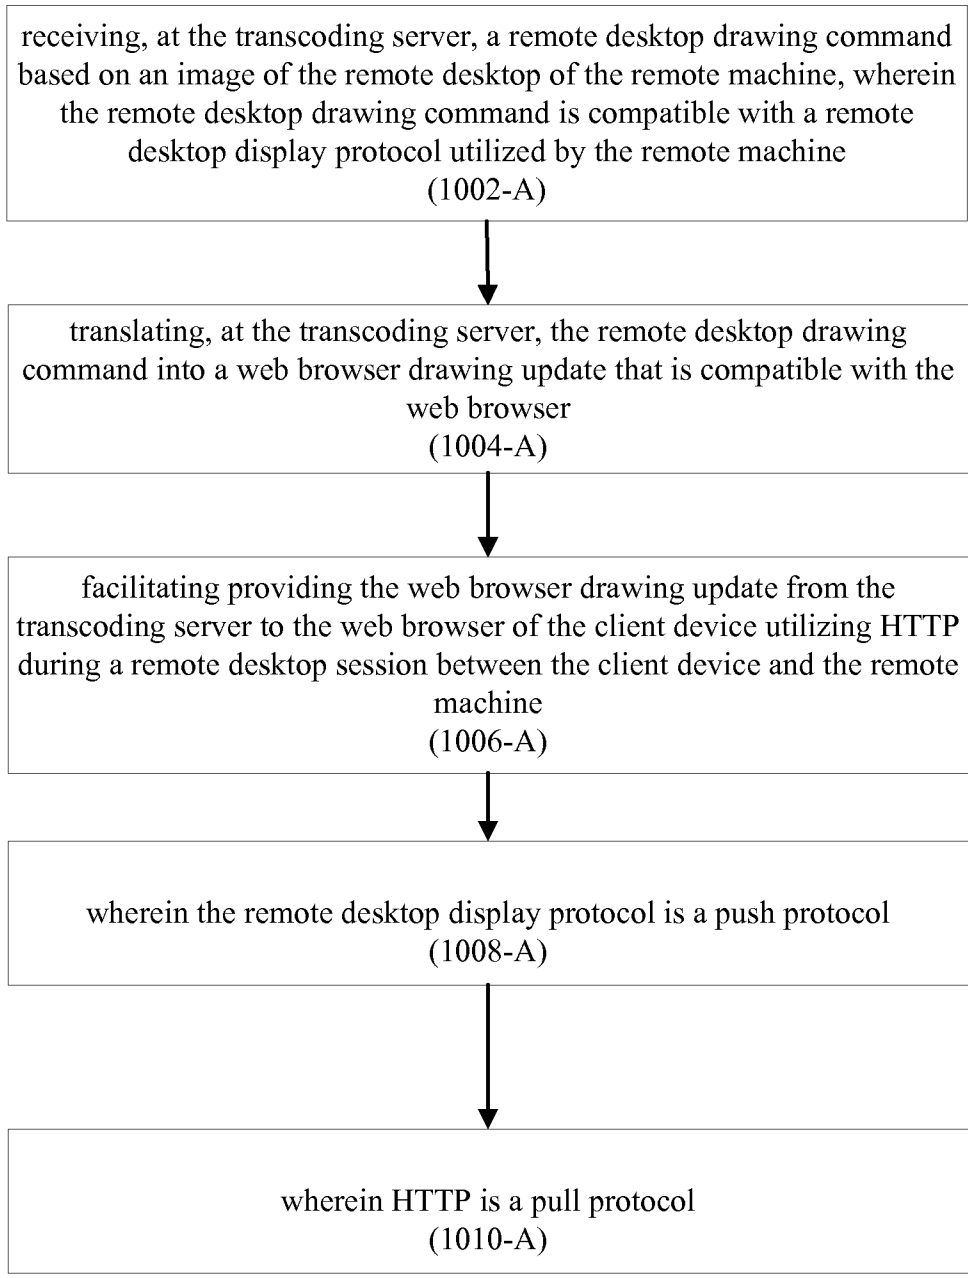 receiving, at the transcoding server, a remote desktop drawing command
based on an image of the remote desktop of the remote machine, wherein
the remote desktop drawing command is compatible with a remote
desktop display protocol utilized by the remote machine
(1002-A)
translating, at the transcoding server, the remote desktop drawing
command into a web browser drawing update that is compatible with the
web browser
(1004-A)
facilitating providing the web browser drawing update from the
transcoding server to the web browser of the client device utilizing HTTP
during a remote desktop session between the client device and the remote
machine
(1006-A)
wherein the remote desktop display protocol is a push protocol
(1008-A)
wherein HTTP is a pull protocol
(1010-A)